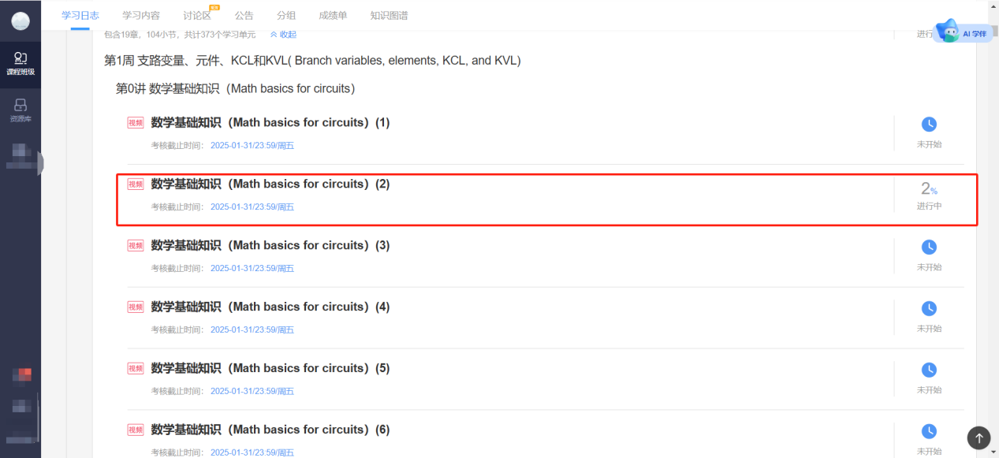 学习日志 学习内容 讨论区 公告 分组 成绩单 知识图谱
包含19章，104小节，共计373个学习单元 收起
进行
AI 学伴
课程班级
资源库
第1周 支路变量、元件、KCL和KVL( Branch variables, elements, KCL, and KVL)
第0讲 数学基础知识（Math basics for circuits）
视频 数学基础知识（Math basics for circuits）(1)
考核截止时间： 2025-01-31/23:59/周五
未开始
视频 数学基础知识（Math basics for circuits）(2)
2%
考核截止时间： 2025-01-31/23:59/周五
进行中
视频 数学基础知识（Math basics for circuits）(3)
考核截止时间： 2025-01-31/23:59/周五
未开始
视频 数学基础知识（Math basics for circuits）(4)
考核截止时间： 2025-01-31/23:59/周五
未开始
视频 数学基础知识（Math basics for circuits）(5)
考核截止时间： 2025-01-31/23:59/周五
未开始
视频 数学基础知识（Math basics for circuits）(6)
考核截止时间： 2025-01-31/23:59/周五
未开始